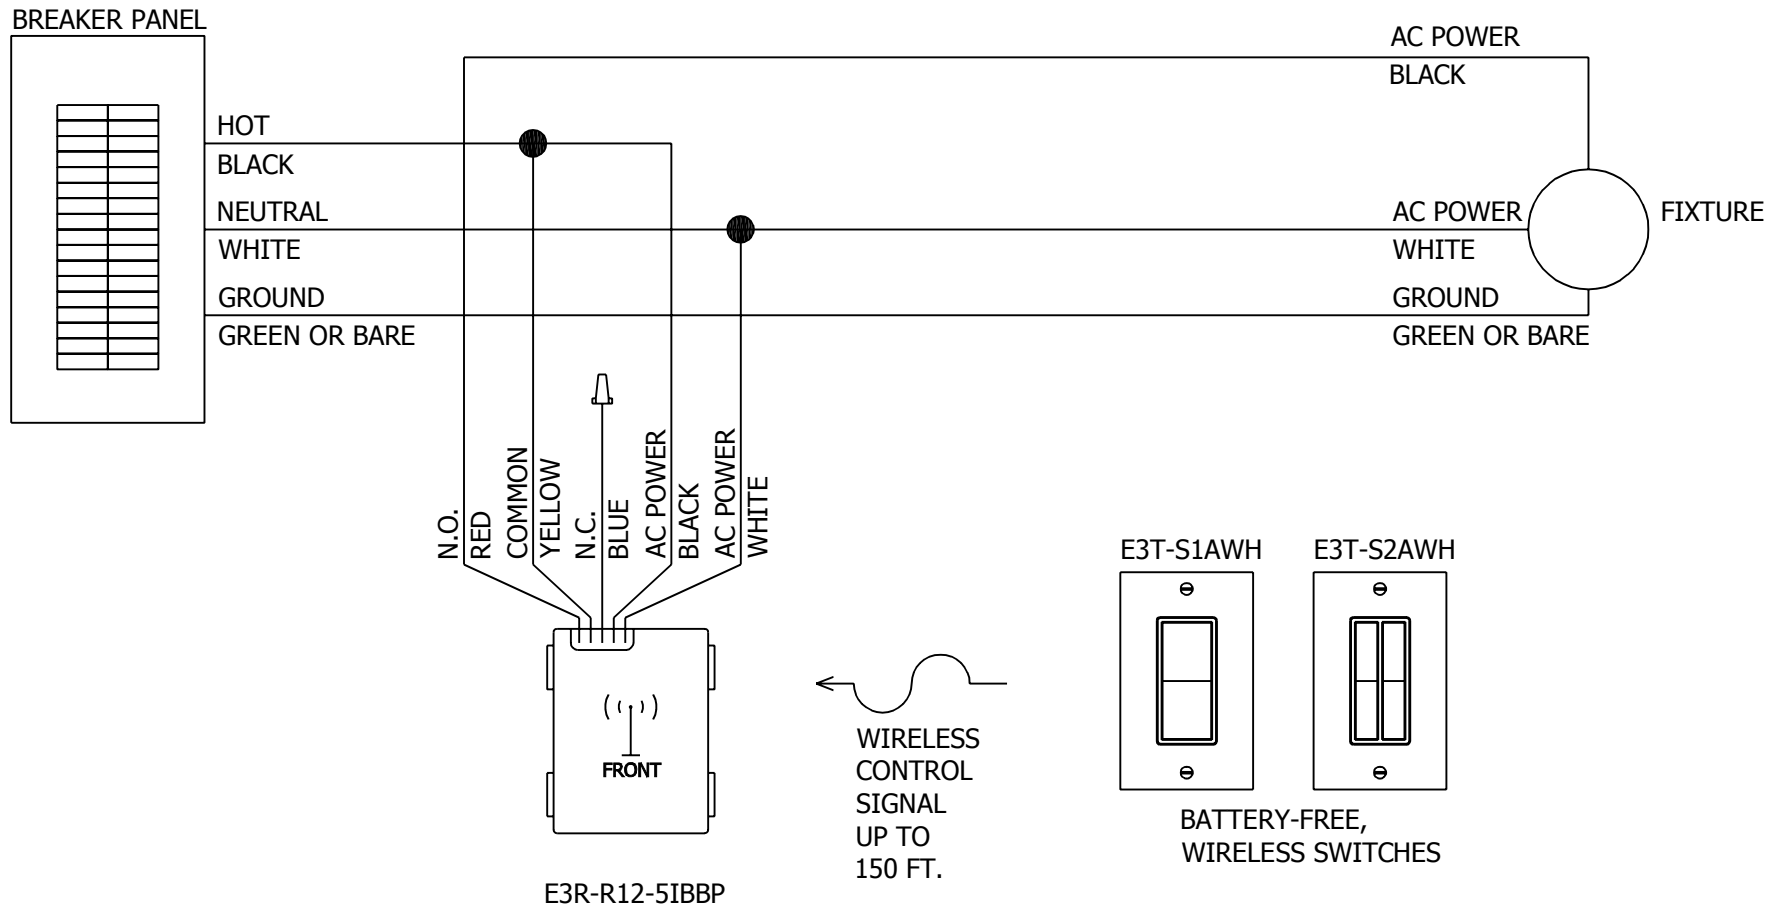 BREAKER PANEL
AC POWER
BLACK
HOT
BLACK
NEUTRAL
WHITE
AC POWER
WHITE
FIXTURE
GROUND
GREEN OR BARE
GROUND
GREEN OR BARE
N.O.
RED
COMMON
YELLOW
N.C.
BLUE
AC POWER
BLACK
AC POWER
WHITE
FRONT
E3R-R12-5IBBP
WIRELESS
CONTROL
SIGNAL
UP TO
150 FT.
E3T-S1AWH
E3T-S2AWH
BATTERY-FREE,
WIRELESS SWITCHES